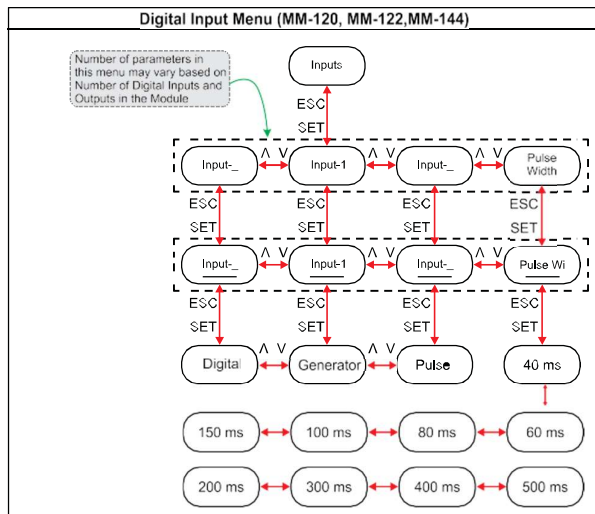 Digital Input Menu (MM-120, MM-122,MM-144)
Number of parameters in
this menu may vary based on
Number of Digital Inputs and
Outputs in the Module
Inputs
ESC
SET
Input-_ Λ V Input-1 Λ V Input-_ Λ V Pulse
Width
ESC ESC ESC ESC
SET SET SET SET
Input-_ Λ V Input-1 Λ V Input-_ Λ V Pulse Wi
ESC ESC ESC ESC
SET SET SET SET
Digital Λ V Generator Λ V Pulse 40 ms
150 ms 100 ms 80 ms 60 ms
200 ms 300 ms 400 ms 500 ms